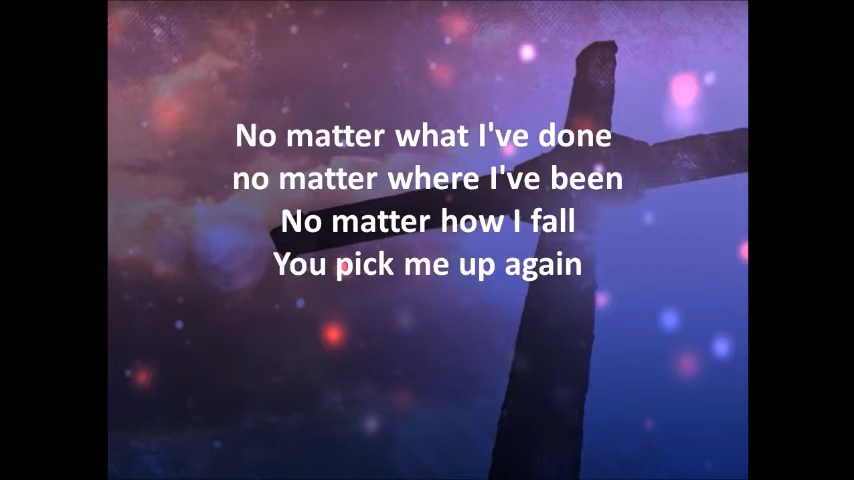 No matter what I've done
no matter where I've been
No matter how I fall
You pick me up again